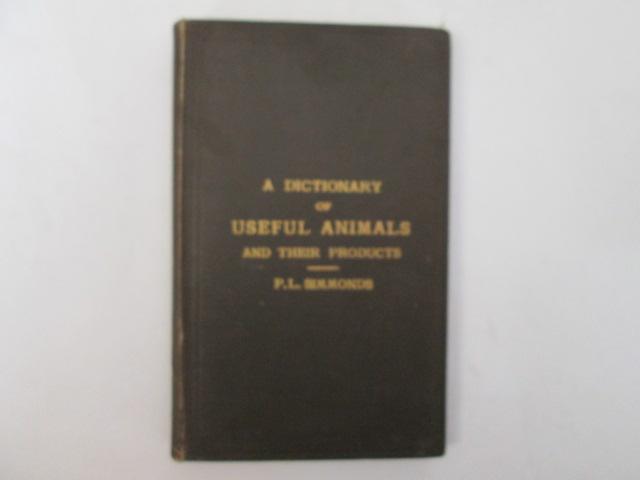 A DICTIONARY
OF
USEFUL ANIMALS
AND THEIR PRODUCTS
P.L. SIMMONDS